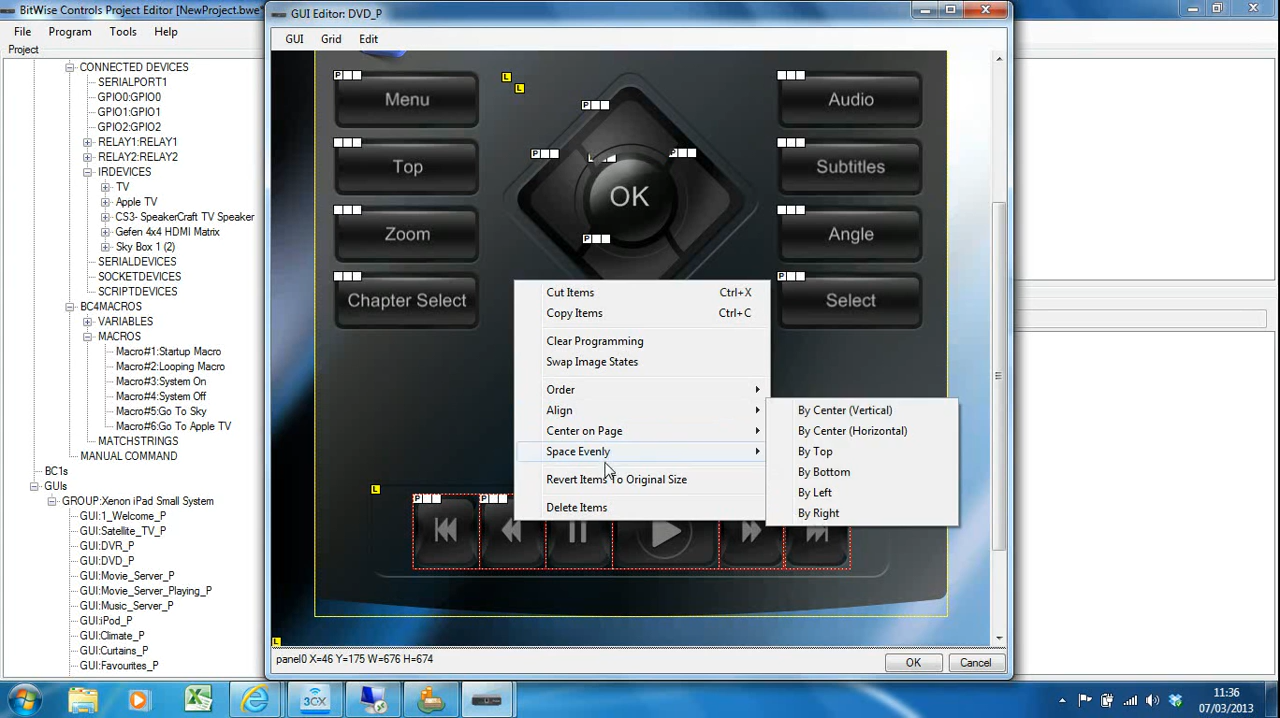 BitWise Controls Project Editor [NewProject.bwe*
File Program Tools Help
Project
CONNECTED DEVICES
SERIALPORT1
GPIO0:GPIO0
GPIO1:GPIO1
GPIO2:GPIO2
RELAY1:RELAY1
RELAY2:RELAY2
IRDEVICES
TV
Apple TV
CS3- SpeakerCraft TV Speaker
Gefen 4x4 HDMI Matrix
Sky Box 1 (2)
SERIALDEVICES
SOCKETDEVICES
SCRIPTDEVICES
BC4MACROS
VARIABLES
MACROS
Macro#1:Startup Macro
Macro#2:Looping Macro
Macro#3:System On
Macro#4:System Off
Macro#5:Go To Sky
Macro#6:Go To Apple TV
MATCHSTRINGS
MANUAL COMMAND
BC1s
GUIs
GROUP:Xenon iPad Small System
GUI:1_Welcome_P
GUI:Satellite_TV_P
GUI:DVR_P
GUI:DVD_P
GUI:Movie_Server_P
GUI:Movie_Server_Playing_P
GUI:Music_Server_P
GUI:iPod_P
GUI:Climate_P
GUI:Curtains_P
GUI:Favourites_P
GUI Editor: DVD_P
GUI Grid Edit
P
L
L
Menu
Audio
P
P
L
P
Top
OK
Subtitles
P
Zoom
Angle
P
Chapter Select
Select
Cut Items Ctrl+X
Copy Items Ctrl+C
Clear Programming
Swap Image States
Order
Align
Center on Page
Space Evenly
Revert Items To Original Size
Delete Items
By Center (Vertical)
By Center (Horizontal)
By Top
By Bottom
By Left
By Right
L
P
P
L
panel0 X=46 Y=175 W=676 H=674
OK
Cancel
3CX
11:36
07/03/2013